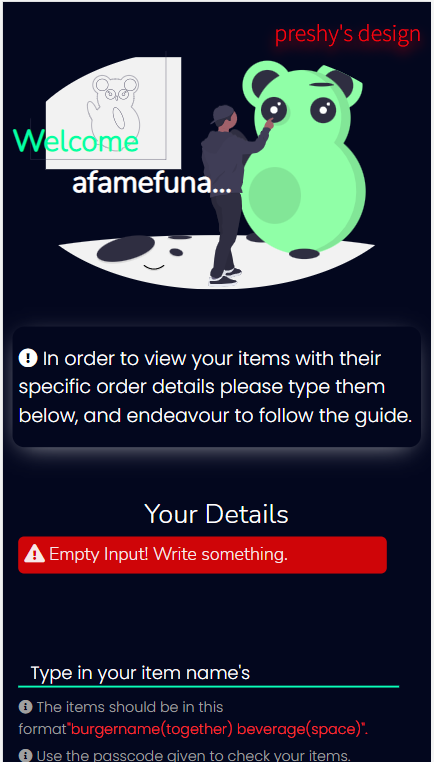 preshy's design
Welcome
afamefuna...
In order to view your items with their
specific order details please type them
below, and endeavour to follow the guide.
Your Details
Empty Input! Write something.
Type in your item name's
The items should be in this
format"burgername(together) beverage(space)".
Use the passcode given to check your items.